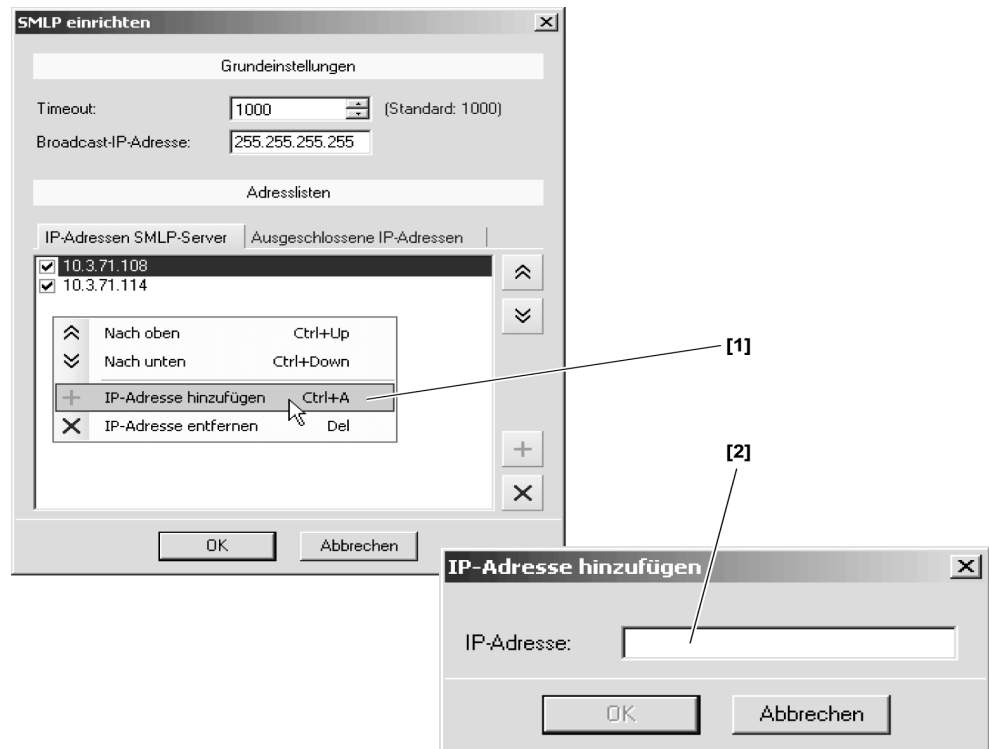 SMLP einrichten
Grundeinstellungen
Timeout: 1000 (Standard: 1000)
Broadcast-IP-Adresse: 255.255.255.255
Adresslisten
IP-Adressen SMLP-Server Ausgeschlossene IP-Adressen
10.3.71.108
10.3.71.114
Nach oben Ctrl+Up
Nach unten Ctrl+Down
IP-Adresse hinzufügen Ctrl+A
IP-Adresse entfernen Del
OK Abbrechen
[1]
[2]
IP-Adresse hinzufügen
IP-Adresse:
OK Abbrechen